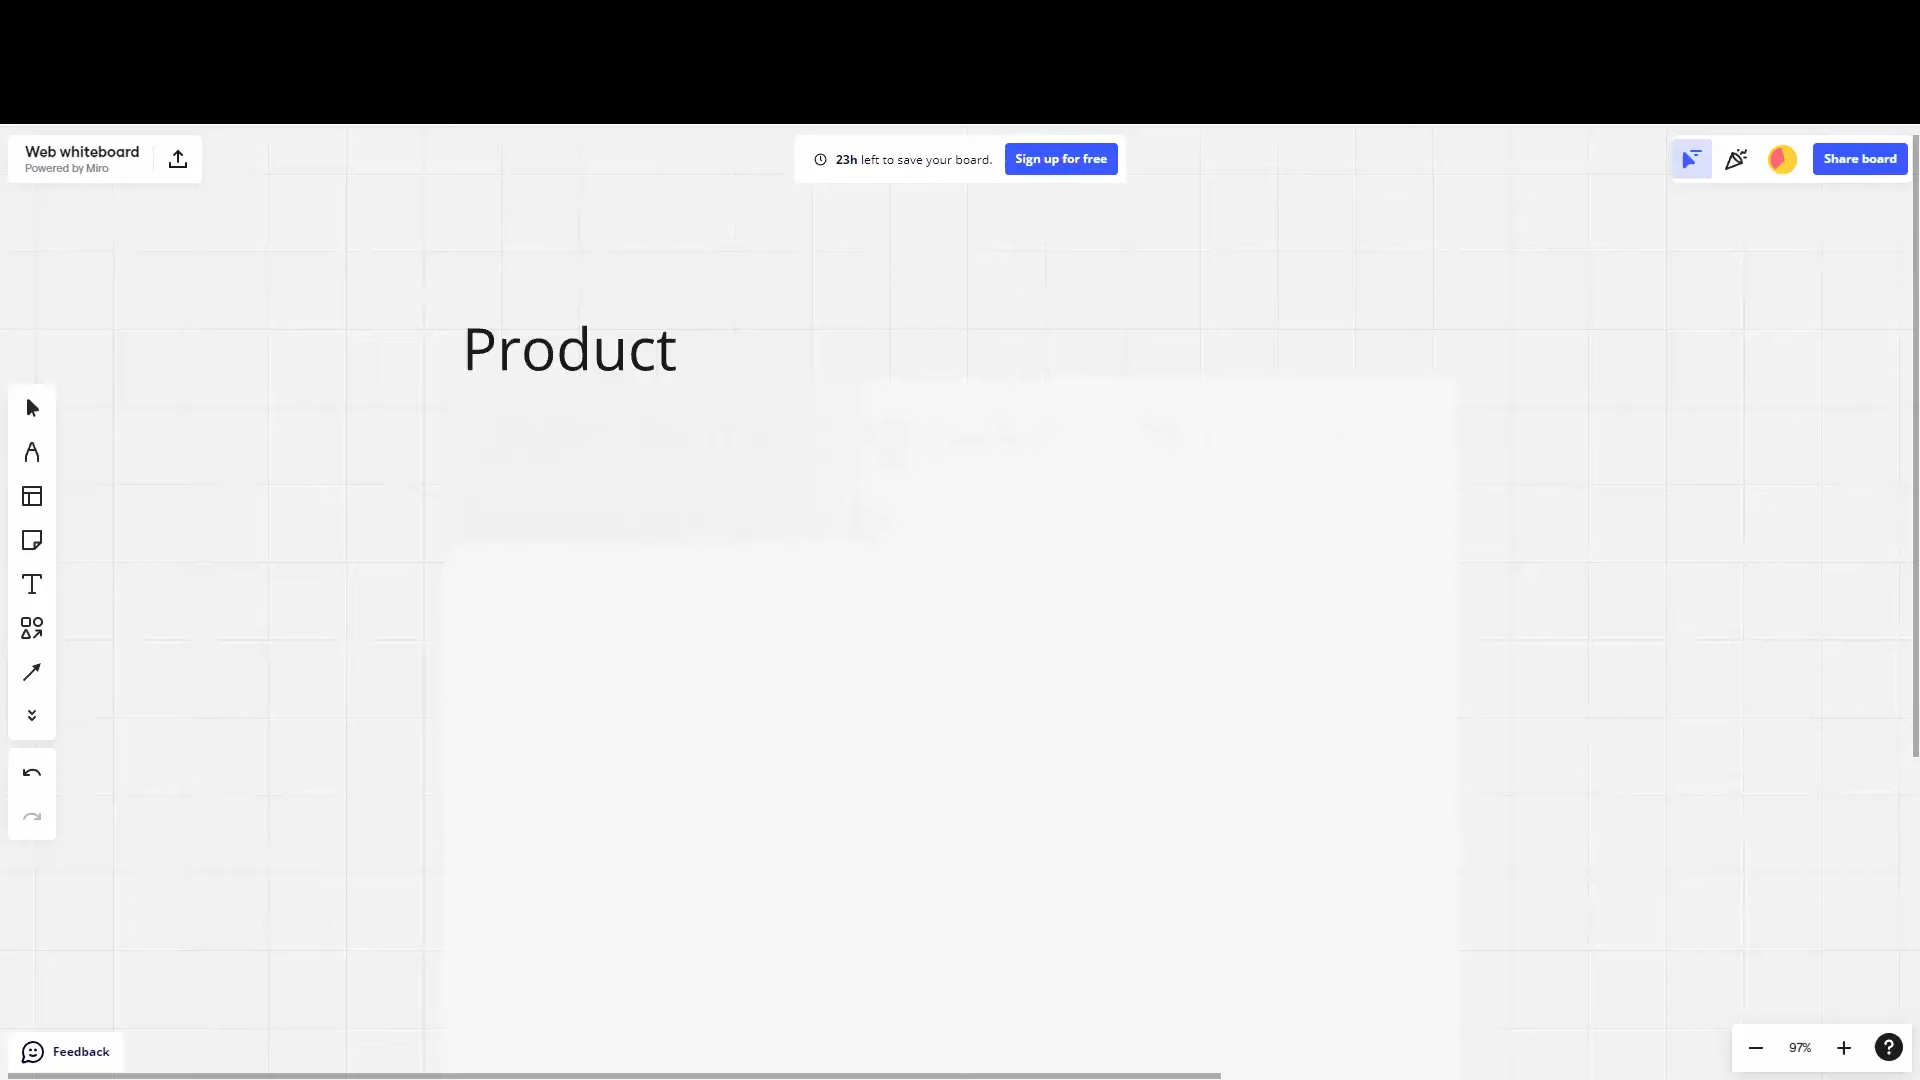 Web whiteboard
Powered by Miro
23h left to save your board.
Sign up for free
Share board
Product
Feedback
97%
?